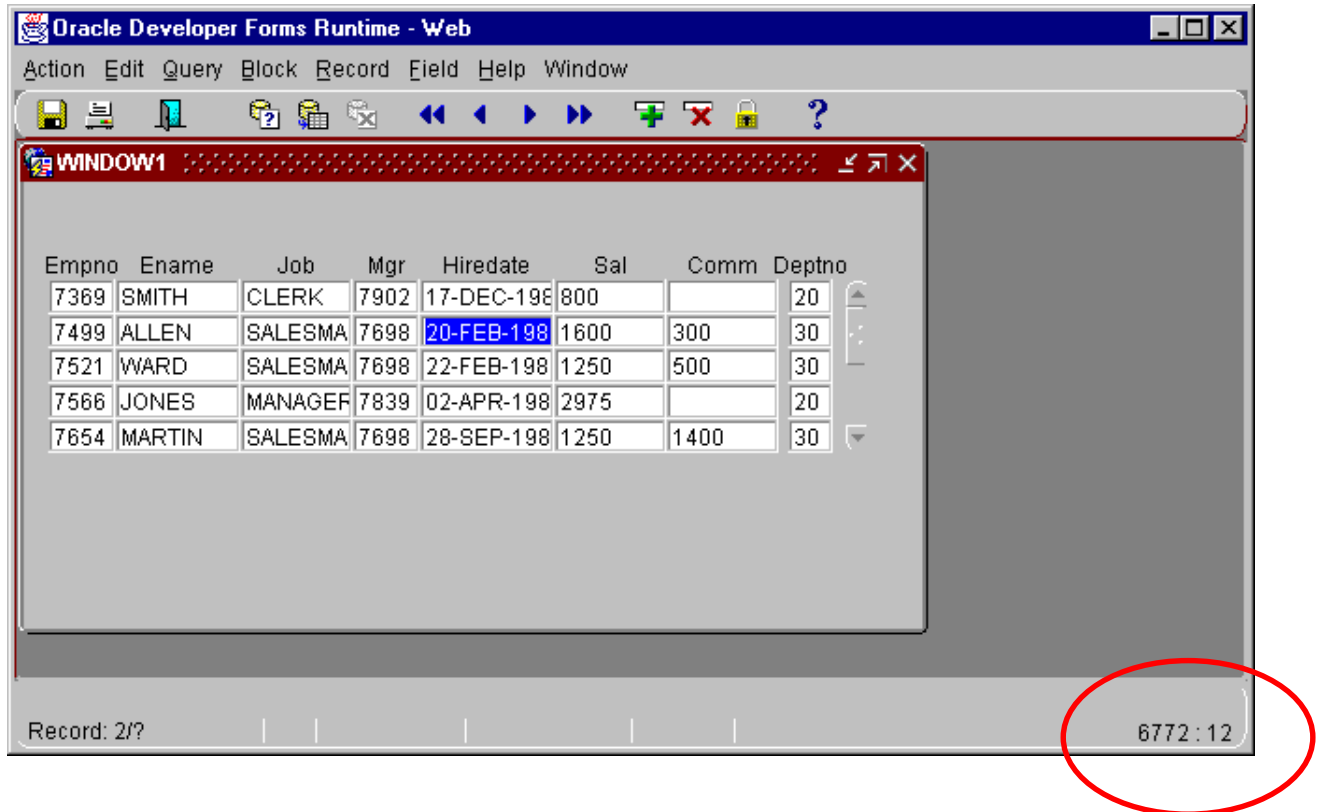 Oracle Developer Forms Runtime - Web
Action Edit Query Block Record Field Help Window
?
WINDOW1
Empno Ename Job Mgr Hiredate Sal Comm Deptno
7369 SMITH CLERK 7902 17-DEC-198 800 20
7499 ALLEN SALESMA 7698 20-FEB-198 1600 300 30
7521 WARD SALESMA 7698 22-FEB-198 1250 500 30
7566 JONES MANAGER 7839 02-APR-198 2975 20
7654 MARTIN SALESMA 7698 28-SEP-198 1250 1400 30
Record: 2/? 6772 : 12